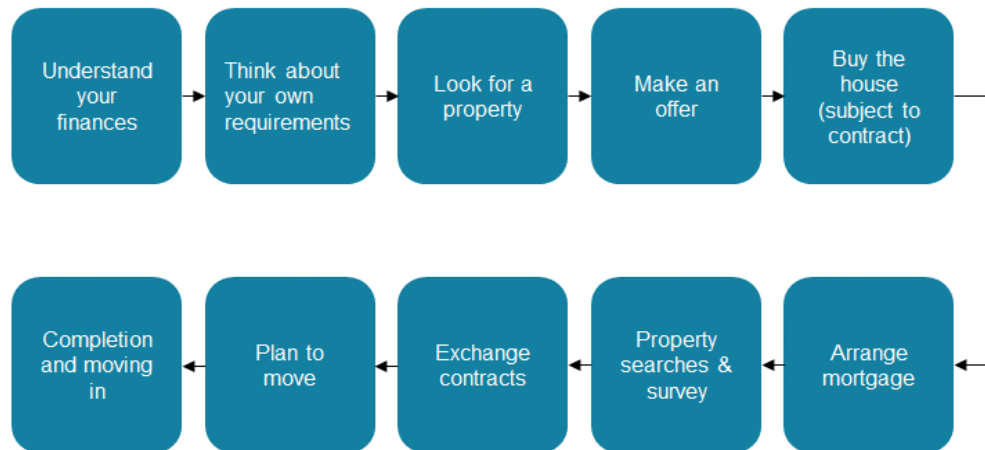 Understand
your
finances
Think about
your own
requirements
Look for a
property
Make an
offer
Buy the
house
(subject to
contract)
Completion
and moving
in
Plan to
move
Exchange
contracts
Property
searches &
survey
Arrange
mortgage